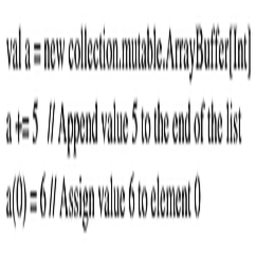 val a = new collection.mutable.ArrayBuffer[Int]
a += 5 // Append value 5 to the end of the list
a(0) = 6 // Assign value 6 to element 0